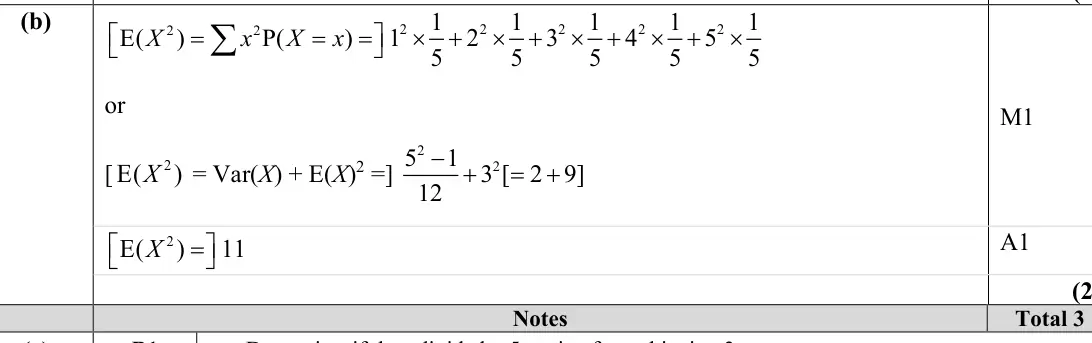 (b)
[E(X²) = ∑x²P(X = x) =] 1² × 1/5 + 2² × 1/5 + 3² × 1/5 + 4² × 1/5 + 5² × 1/5
or
M1
[ E(X²) = Var(X) + E(X)² =] (5² − 1)/12 + 3² [= 2 + 9]
[E(X²) =] 11 A1
(2
Notes Total 3